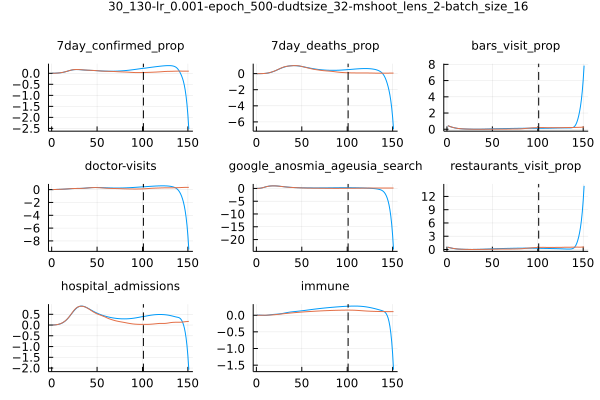 30_130-lr_0.001-epoch_500-dudtsize_32-mshoot_lens_2-batch_size_16
7day_confirmed_prop
7day_deaths_prop
bars_visit_prop
0.0
−0.5
−1.0
−1.5
−2.0
−2.5
0 50 100 150
0
−2
−4
−6
0 50 100 150
8
6
4
2
0
0 50 100 150
doctor-visits
google_anosmia_ageusia_search
restaurants_visit_prop
0
−2
−4
−6
−8
0 50 100 150
0
−5
−10
−15
−20
0 50 100 150
12
9
6
3
0
0 50 100 150
hospital_admissions
immune
0.5
0.0
−0.5
−1.0
−1.5
−2.0
0 50 100 150
0.0
−0.5
−1.0
−1.5
0 50 100 150